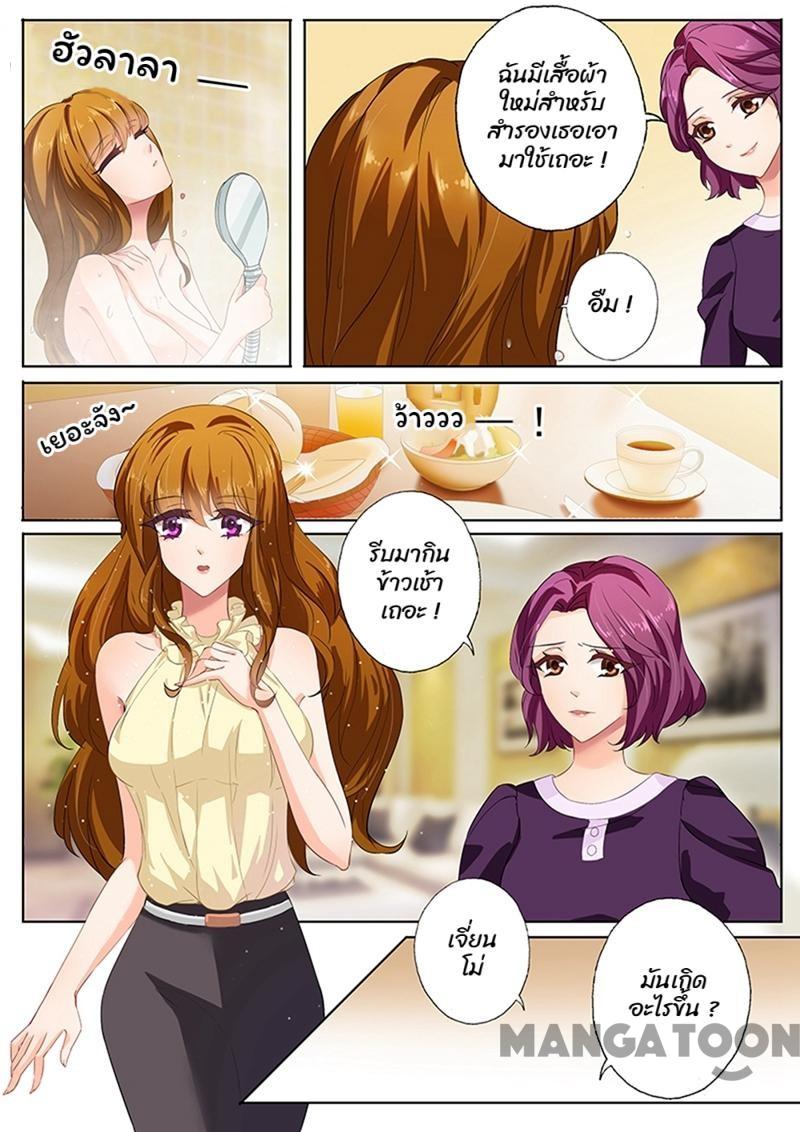 ฮัวลาลา —
ฉันมีเสื้อผ้า
ใหม่สำหรับ
สำรองเธอเอา
มาใช้เถอะ !
อืม !
เยอะจัง~
ว้าววว — !
รีบมากิน
ข้าวเช้า
เถอะ !
เจี่ยน
โม่
มันเกิด
อะไรขึ้น ?
MANGATOON